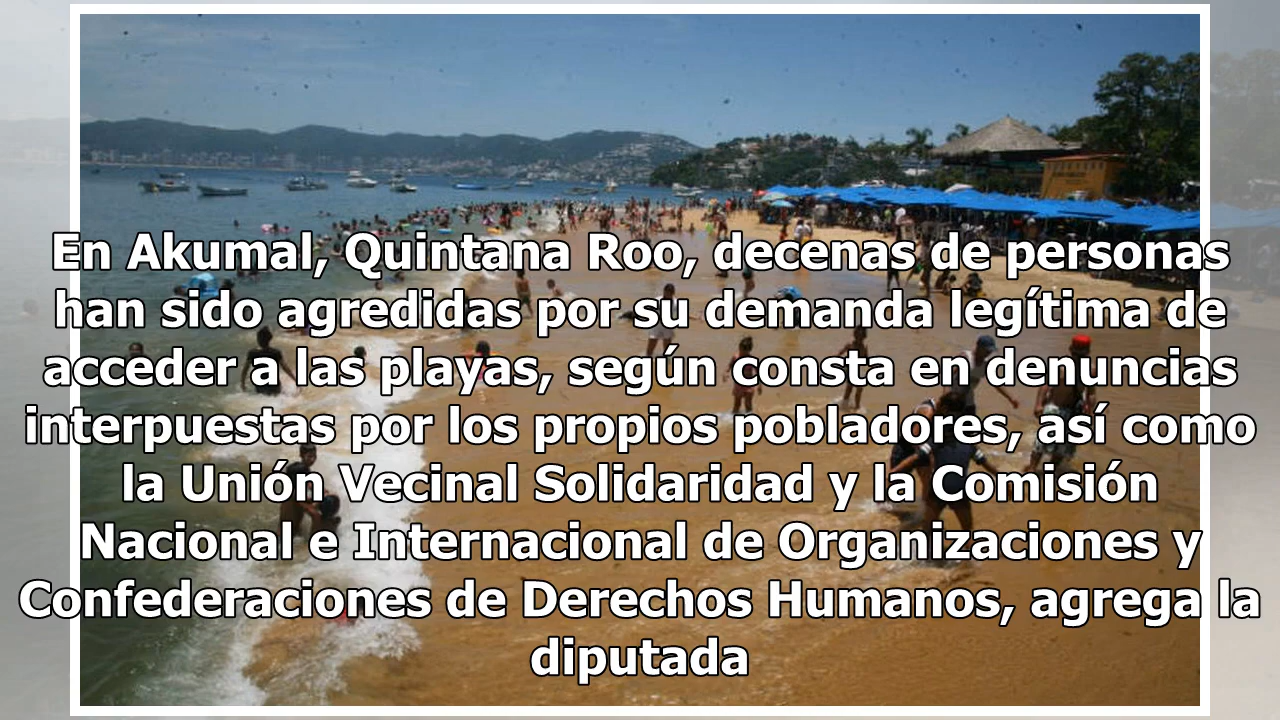 En Akumal, Quintana Roo, decenas de personas
han sido agredidas por su demanda legítima de
acceder a las playas, según consta en denuncias
interpuestas por los propios pobladores, así como
la Unión Vecinal Solidaridad y la Comisión
Nacional e Internacional de Organizaciones y
Confederaciones de Derechos Humanos, agrega la
diputada